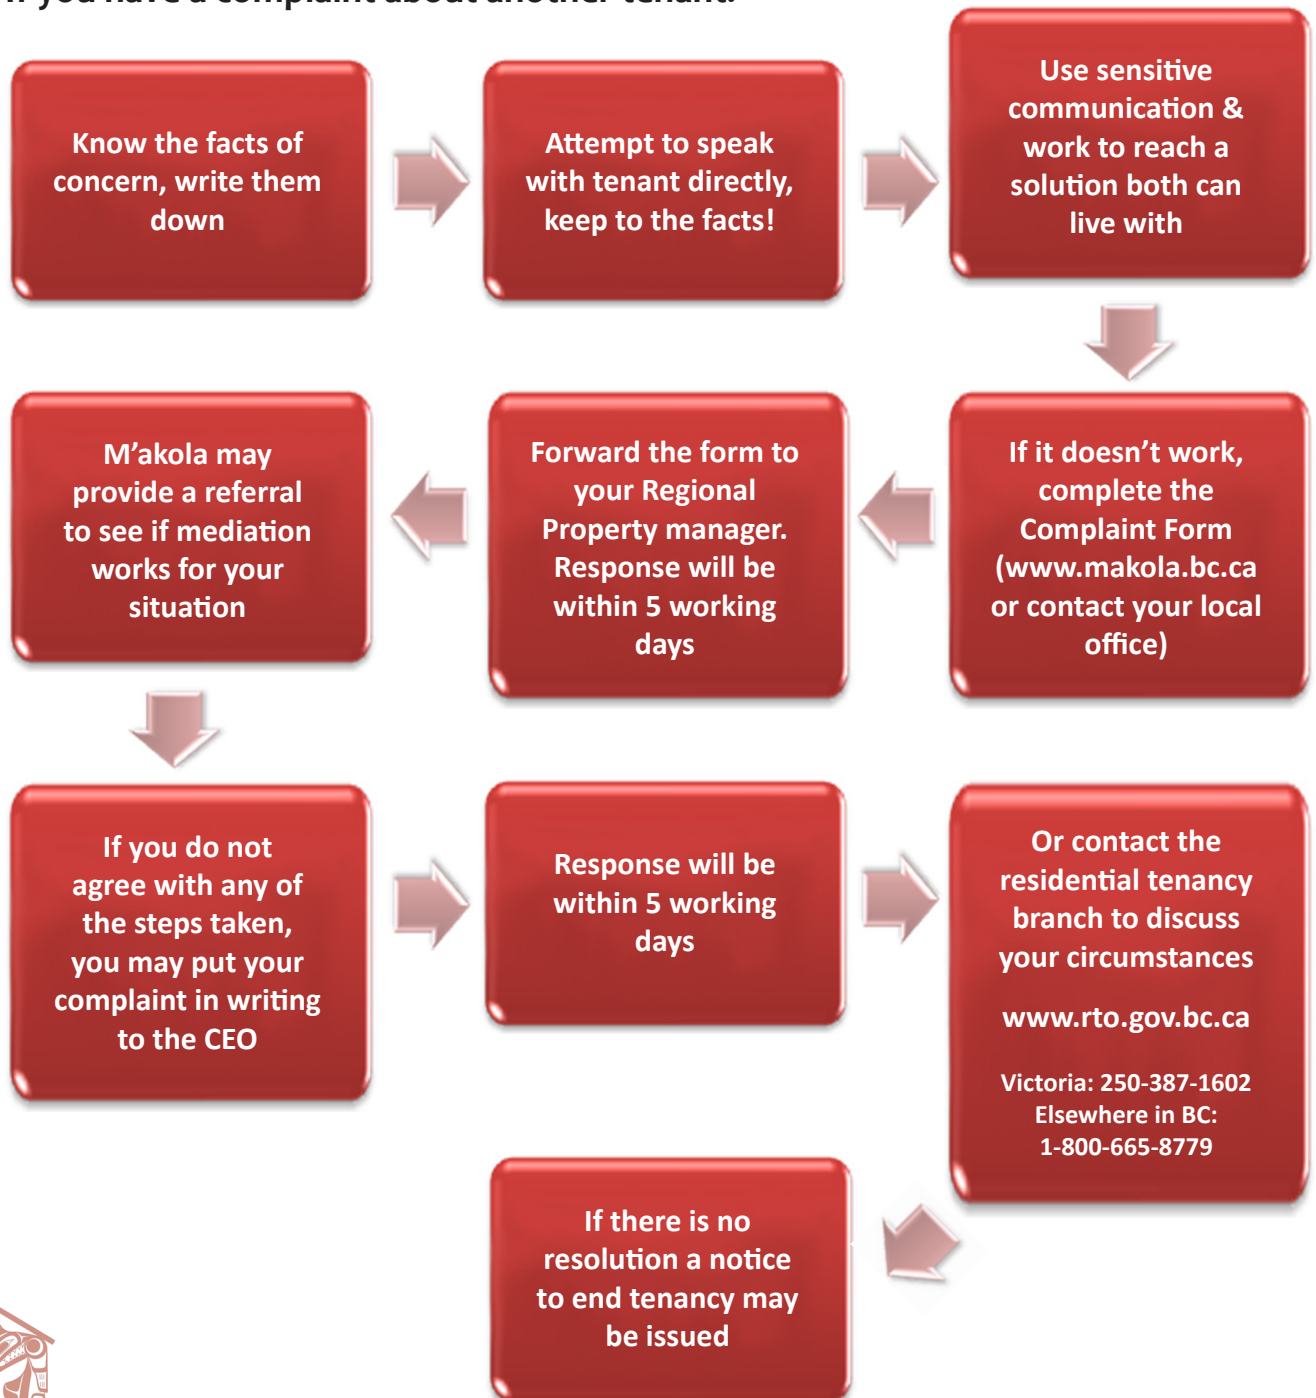 If you have a complaint about another tenant:
Know the facts of
concern, write them
down
Attempt to speak
with tenant directly,
keep to the facts!
Use sensitive
communication &
work to reach a
solution both can
live with
If it doesn’t work,
complete the
Complaint Form
(www.makola.bc.ca
or contact your local
office)
Forward the form to
your Regional
Property manager.
Response will be
within 5 working
days
M’akola may
provide a referral
to see if mediation
works for your
situation
If you do not
agree with any of
the steps taken,
you may put your
complaint in writing
to the CEO
Response will be
within 5 working
days
Or contact the
residential tenancy
branch to discuss
your circumstances
www.rto.gov.bc.ca
Victoria: 250-387-1602
Elsewhere in BC:
1-800-665-8779
If there is no
resolution a notice
to end tenancy may
be issued